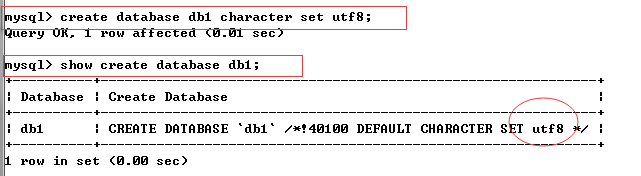 mysql> create database db1 character set utf8;
Query OK, 1 row affected (0.01 sec)
mysql> show create database db1;
+----------+--------------------------------------------------------------+
| Database | Create Database |
+----------+--------------------------------------------------------------+
| db1 | CREATE DATABASE `db1` /*!40100 DEFAULT CHARACTER SET utf8 */ |
+----------+--------------------------------------------------------------+
1 row in set (0.00 sec)